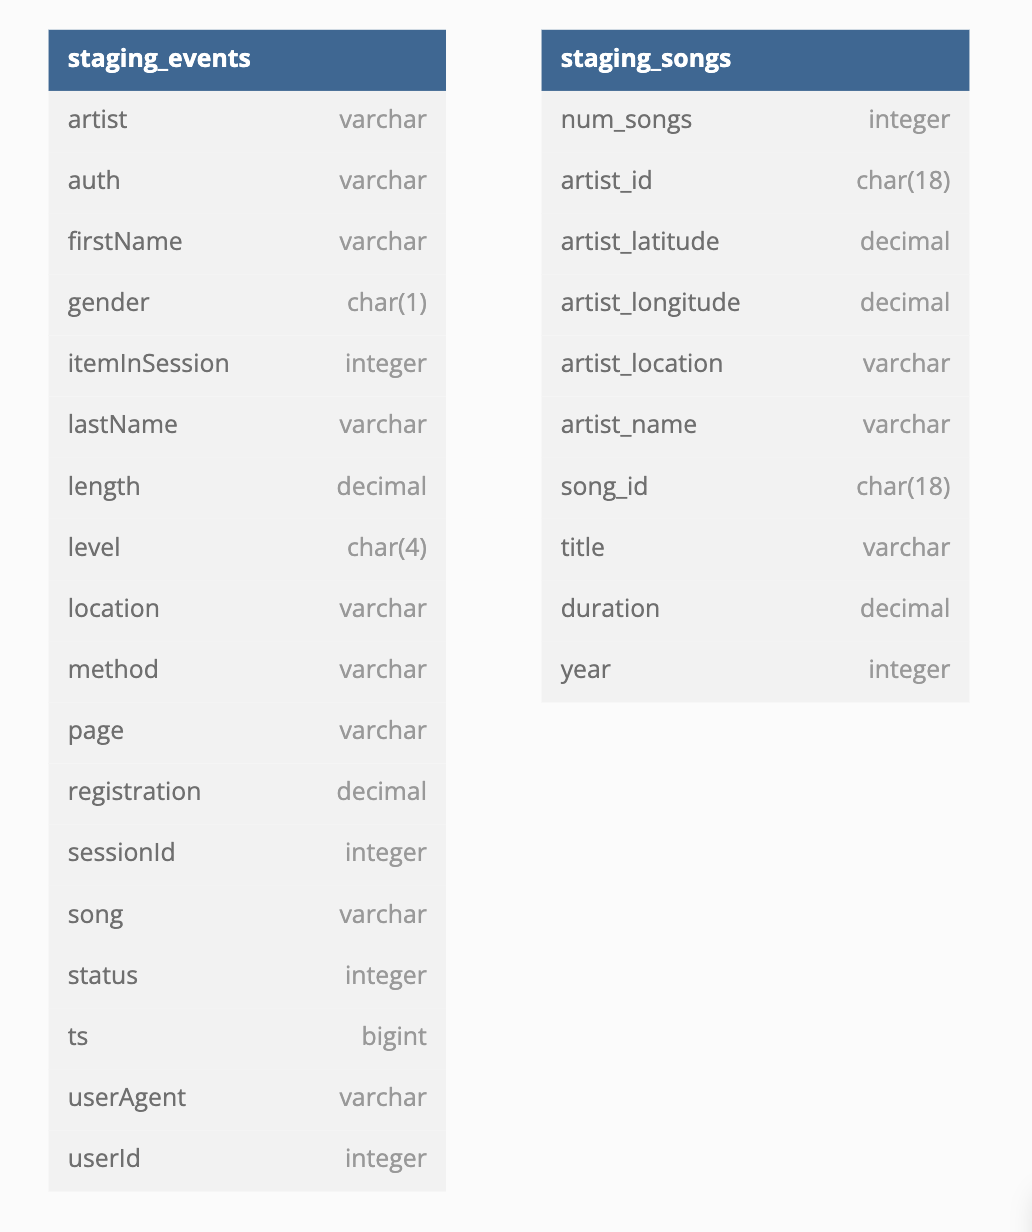 staging_events
artist varchar
auth varchar
firstName varchar
gender char(1)
itemInSession integer
lastName varchar
length decimal
level char(4)
location varchar
method varchar
page varchar
registration decimal
sessionId integer
song varchar
status integer
ts bigint
userAgent varchar
userId integer
staging_songs
num_songs integer
artist_id char(18)
artist_latitude decimal
artist_longitude decimal
artist_location varchar
artist_name varchar
song_id char(18)
title varchar
duration decimal
year integer